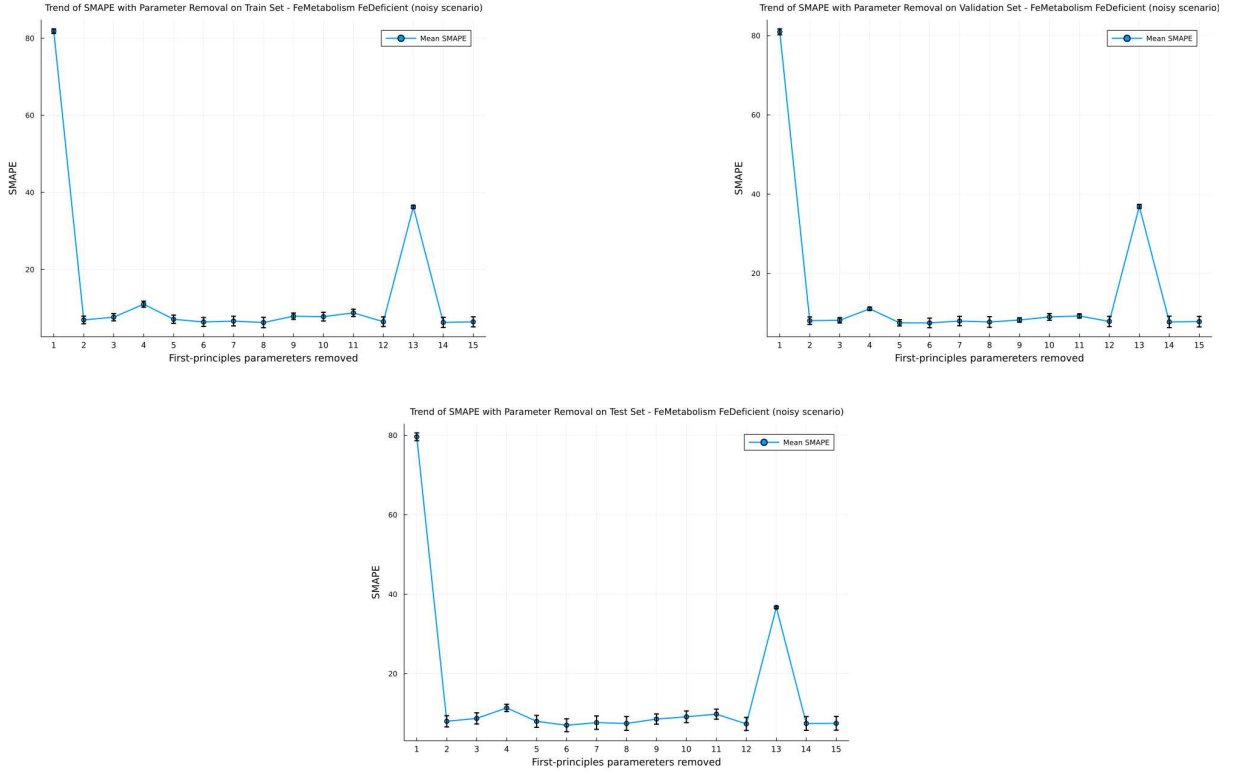 Trend of SMAPE with Parameter Removal on Train Set - FeMetabolism FeDeficient (noisy scenario)
Mean SMAPE
80
60
40
20
SMAPE
1 2 3 4 5 6 7 8 9 10 11 12 13 14 15
First-principles paramereters removed
Trend of SMAPE with Parameter Removal on Validation Set - FeMetabolism FeDeficient (noisy scenario)
Mean SMAPE
80
60
40
20
SMAPE
1 2 3 4 5 6 7 8 9 10 11 12 13 14 15
First-principles paramereters removed
Trend of SMAPE with Parameter Removal on Test Set - FeMetabolism FeDeficient (noisy scenario)
Mean SMAPE
80
60
40
20
SMAPE
1 2 3 4 5 6 7 8 9 10 11 12 13 14 15
First-principles paramereters removed